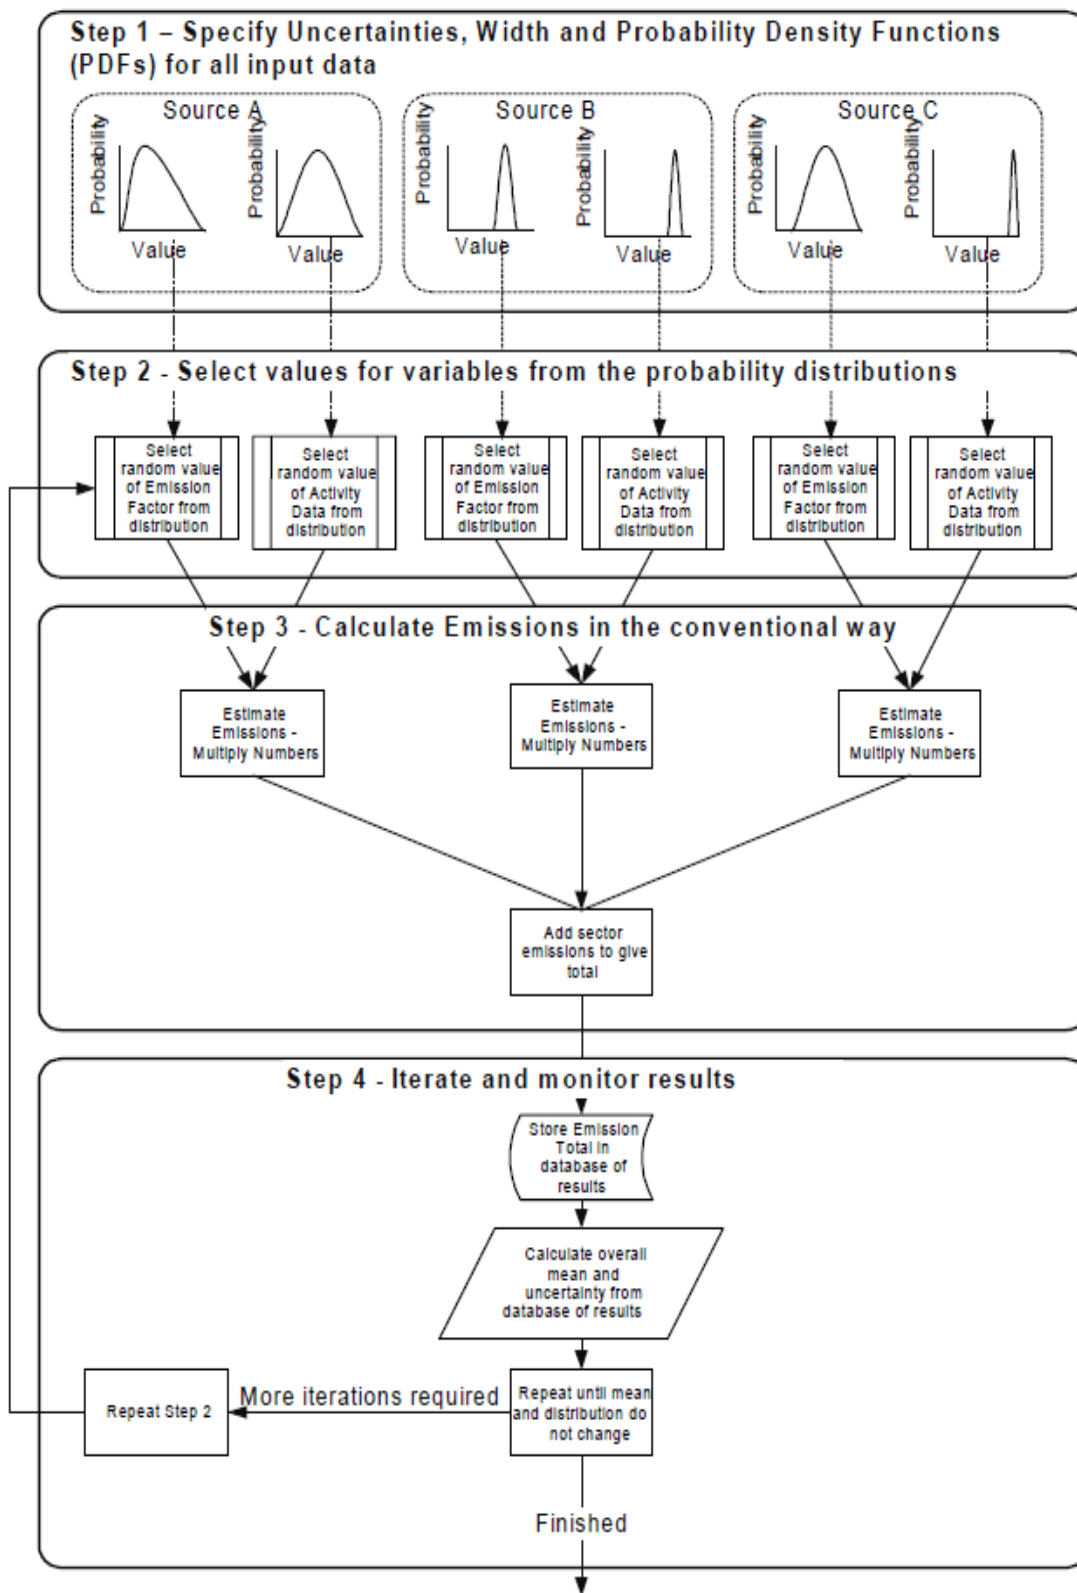 Step 1 – Specify Uncertainties, Width and Probability Density Functions
(PDFs) for all input data
Source A
Probability
Value
Probability
Value
Source B
Probability
Value
Probability
Value
Source C
Probability
Value
Probability
Value
Step 2 - Select values for variables from the probability distributions
Select
random value
of Emission
Factor from
distribution
Select
random value
of Activity
Data from
distribution
Select
random value
of Emission
Factor from
distribution
Select
random value
of Activity
Data from
distribution
Select
random value
of Emission
Factor from
distribution
Select
random value
of Activity
Data from
distribution
Step 3 - Calculate Emissions in the conventional way
Estimate
Emissions -
Multiply Numbers
Estimate
Emissions -
Multiply Numbers
Estimate
Emissions -
Multiply Numbers
Add sector
emissions to give
total
Step 4 - Iterate and monitor results
Store Emission
Total in
database of
results
Calculate overall
mean and
uncertainty from
database of results
Repeat until mean
and distribution do
not change
More iterations required
Repeat Step 2
Finished